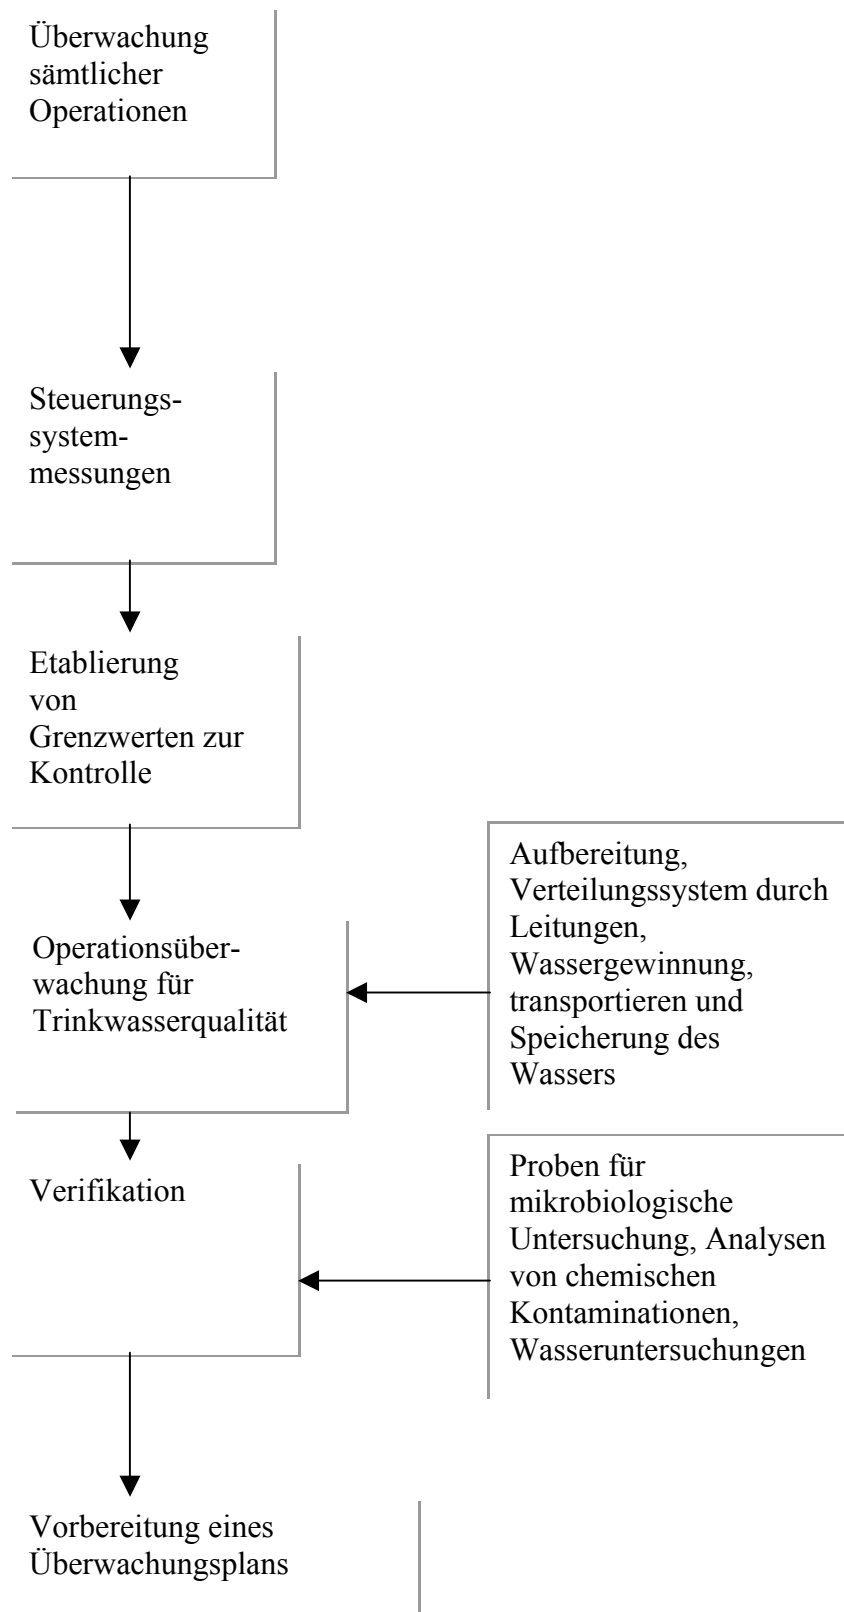 Überwachung
sämtlicher
Operationen
Steuerungs-
system-
messungen
Etablierung
von
Grenzwerten zur
Kontrolle
Operationsüber-
wachung für
Trinkwasserqualität
Aufbereitung,
Verteilungssystem durch
Leitungen,
Wassergewinnung,
transportieren und
Speicherung des
Wassers
Verifikation
Proben für
mikrobiologische
Untersuchung, Analysen
von chemischen
Kontaminationen,
Wasseruntersuchungen
Vorbereitung eines
Überwachungsplans